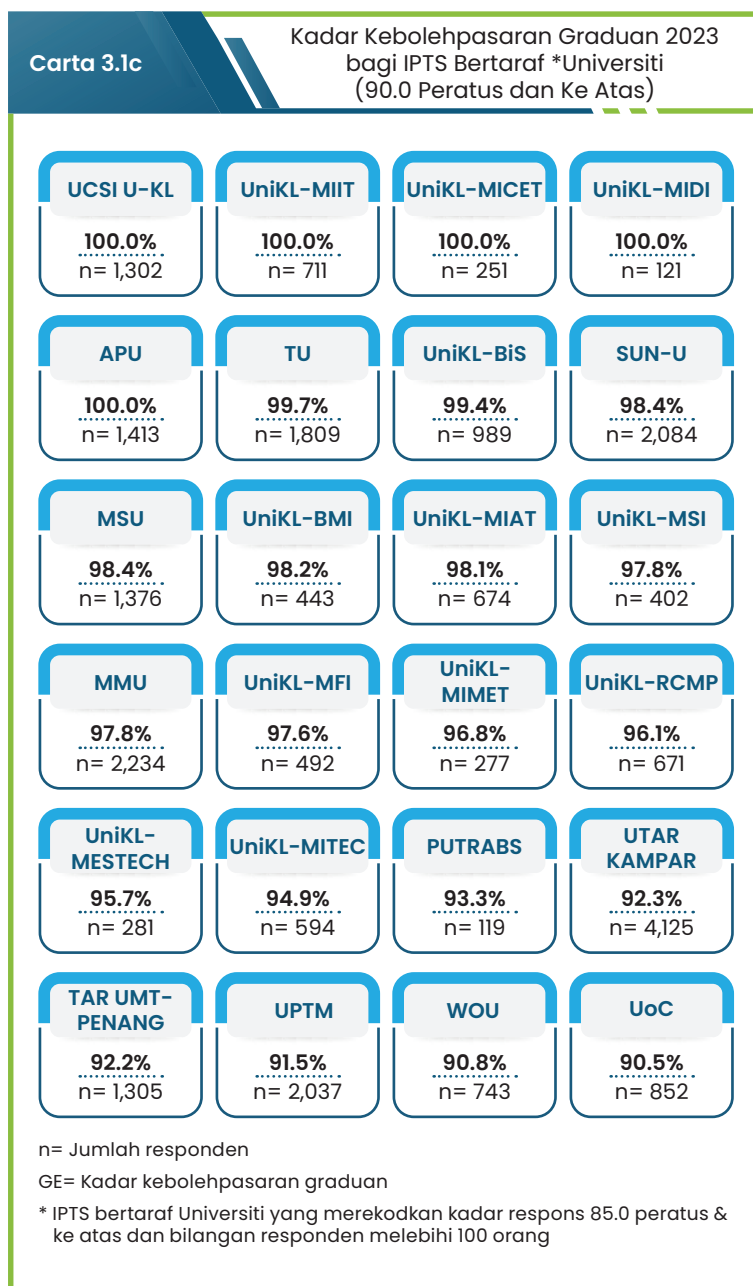 Carta 3.1c
Kadar Kebolehpasaran Graduan 2023
bagi IPTS Bertaraf *Universiti
(90.0 Peratus dan Ke Atas)
UCSI U-KL
100.0%
n= 1,302
UniKL-MIIT
100.0%
n= 711
UniKL-MICET
100.0%
n= 251
UniKL-MIDI
100.0%
n= 121
APU
100.0%
n= 1,413
TU
99.7%
n= 1,809
UniKL-BiS
99.4%
n= 989
SUN-U
98.4%
n= 2,084
MSU
98.4%
n= 1,376
UniKL-BMI
98.2%
n= 443
UniKL-MIAT
98.1%
n= 674
UniKL-MSI
97.8%
n= 402
MMU
97.8%
n= 2,234
UniKL-MFI
97.6%
n= 492
UniKL-
MIMET
96.8%
n= 277
UniKL-RCMP
96.1%
n= 671
UniKL-
MESTECH
95.7%
n= 281
UniKL-MITEC
94.9%
n= 594
PUTRABS
93.3%
n= 119
UTAR
KAMPAR
92.3%
n= 4,125
TAR UMT-
PENANG
92.2%
n= 1,305
UPTM
91.5%
n= 2,037
WOU
90.8%
n= 743
UoC
90.5%
n= 852
n= Jumlah responden
GE= Kadar kebolehpasaran graduan
* IPTS bertaraf Universiti yang merekodkan kadar respons 85.0 peratus &
ke atas dan bilangan responden melebihi 100 orang